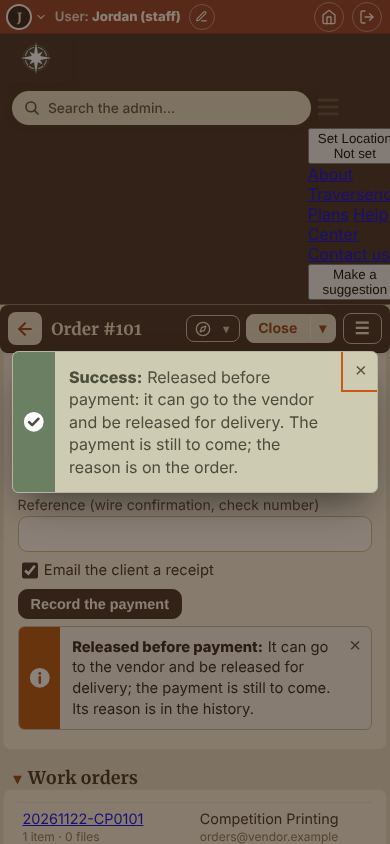 J User: Jordan (staff)
Search the admin...
Set Location
Not set
About
Traversend
Plans Help
Center
Contact us
Make a
suggestion
Order #101
Close
Success: Released before
payment: it can go to the vendor
and be released for delivery. The
payment is still to come; the
reason is on the order.
Reference (wire confirmation, check number)
Email the client a receipt
Record the payment
Released before payment: It can go
to the vendor and be released for
delivery; the payment is still to come.
Its reason is in the history.
Work orders
20261122-CP0101
Competition Printing
1 item · 0 files
orders@vendor.example